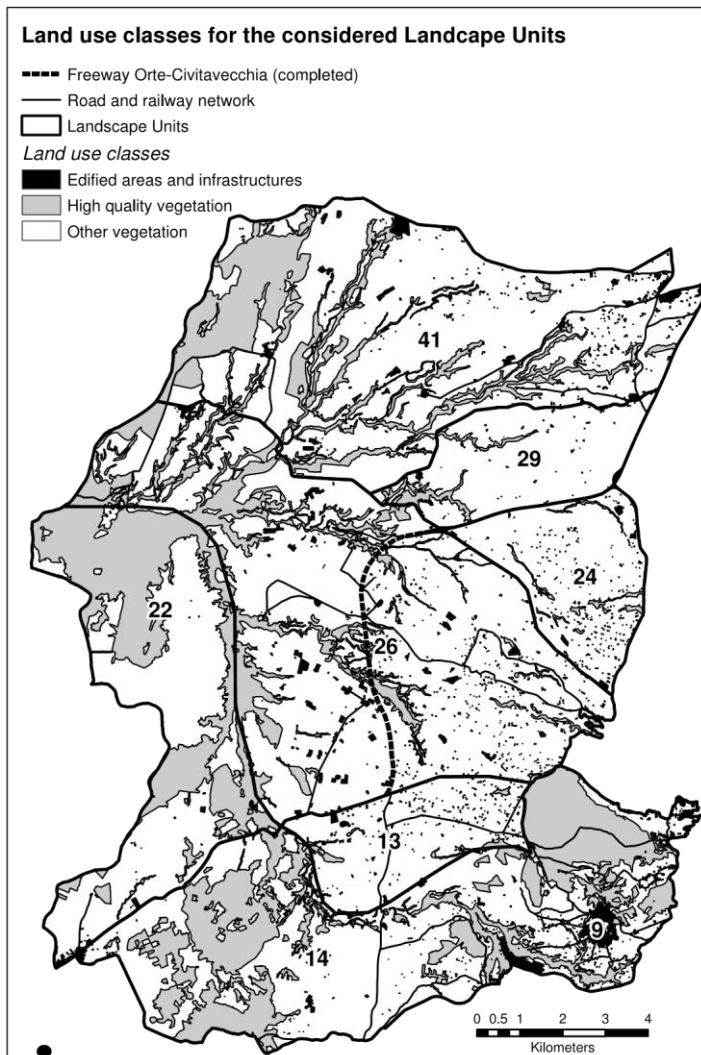 Land use classes for the considered Landcape Units
Freeway Orte-Civitavecchia (completed)
Road and railway network
Landscape Units
Land use classes
Edified areas and infrastructures
High quality vegetation
Other vegetation
41
29
24
22
26
13
9
14
0 0.5 1 2 3 4
Kilometers